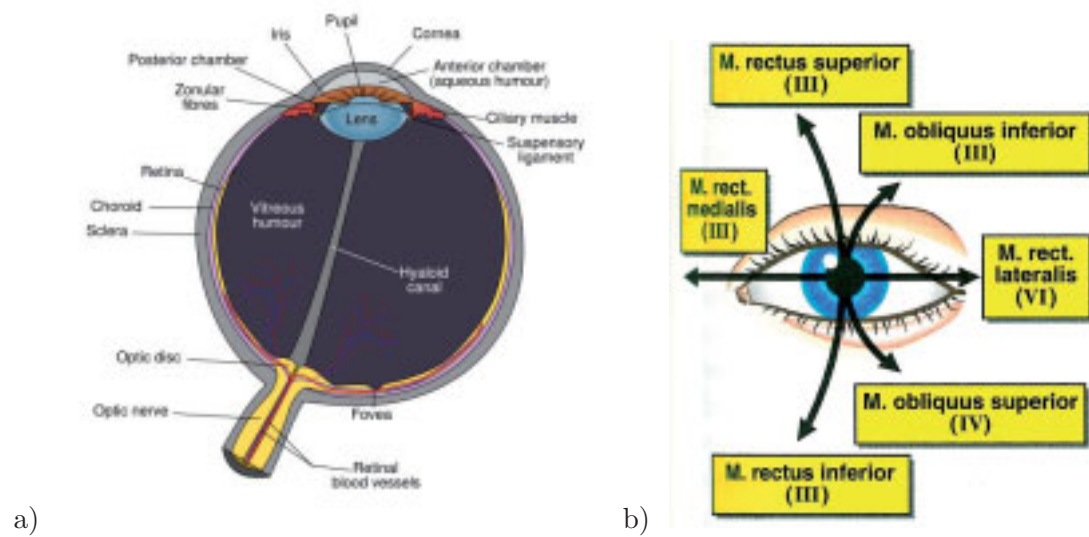 Pupil
Iris
Cornea
Posterior chamber
Anterior chamber
(aqueous humour)
Zonular
fibres
Lens
Ciliary muscle
Suspensory
ligament
Retina
Choroid
Sclera
Vitreous
humour
Hyaloid
canal
Optic disc
Optic nerve
Fovea
Retinal
blood vessels
a)
M. rectus superior
(III)
M. obliquus inferior
(III)
M. rect.
medialis
(III)
M. rect.
lateralis
(VI)
M. obliquus superior
(IV)
M. rectus inferior
(III)
b)